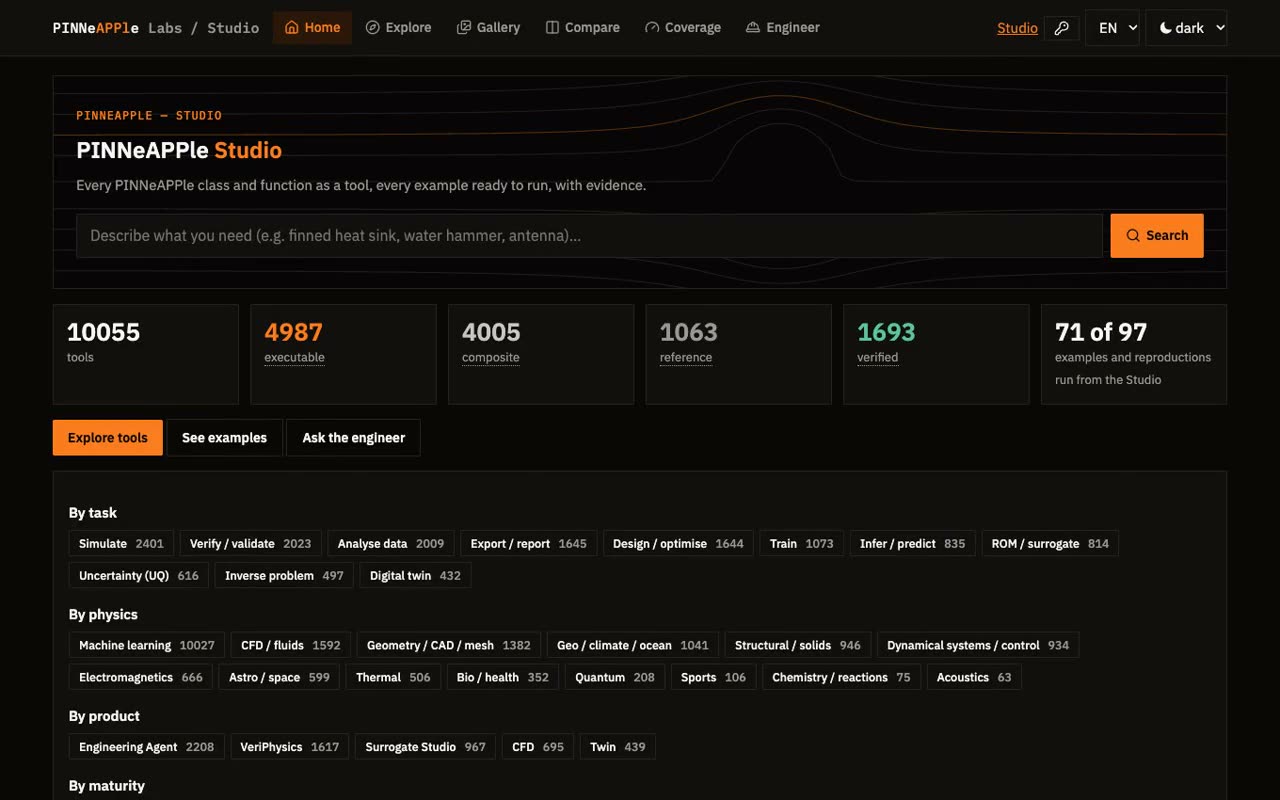 PINNeAPPle Labs / Studio Home Explore Gallery Compare Coverage Engineer Studio EN dark
PINNEAPPLE — STUDIO
PINNeAPPle Studio
Every PINNeAPPle class and function as a tool, every example ready to run, with evidence.
Describe what you need (e.g. finned heat sink, water hammer, antenna)... Search
10055 4987 4005 1063 1693 71 of 97
tools executable composite reference verified examples and reproductions
run from the Studio
Explore tools See examples Ask the engineer
By task
Simulate 2401 Verify / validate 2023 Analyse data 2009 Export / report 1645 Design / optimise 1644 Train 1073 Infer / predict 835 ROM / surrogate 814
Uncertainty (UQ) 616 Inverse problem 497 Digital twin 432
By physics
Machine learning 10027 CFD / fluids 1592 Geometry / CAD / mesh 1382 Geo / climate / ocean 1041 Structural / solids 946 Dynamical systems / control 934
Electromagnetics 666 Astro / space 599 Thermal 506 Bio / health 352 Quantum 208 Sports 106 Chemistry / reactions 75 Acoustics 63
By product
Engineering Agent 2208 VeriPhysics 1617 Surrogate Studio 967 CFD 695 Twin 439
By maturity